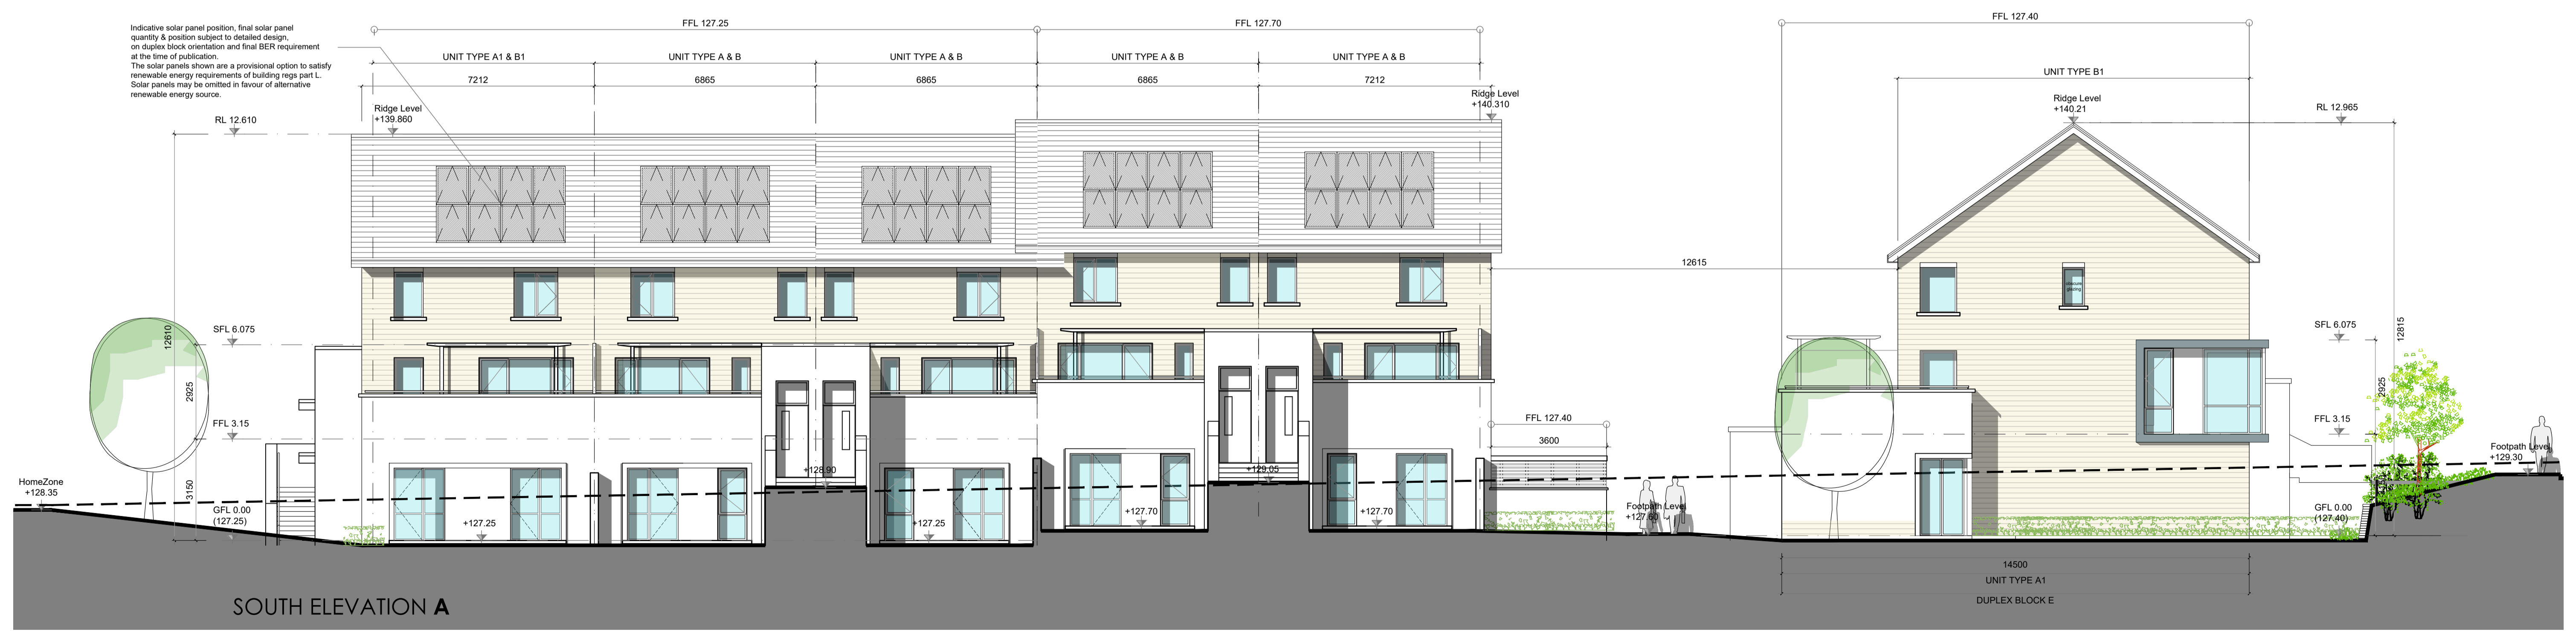 Indicative solar panel position, final solar panel
quantity & position subject to detailed design,
on duplex block orientation and final BER requirement
at the time of publication.
The solar panels shown are a provisional option to satisfy
renewable energy requirements of building regs part L.
Solar panels may be omitted in favour of alternative
renewable energy source.
FFL 127.25
FFL 127.70
FFL 127.40
UNIT TYPE A1 & B1
UNIT TYPE A & B
UNIT TYPE A & B
UNIT TYPE A & B
UNIT TYPE A & B
UNIT TYPE B1
7212
6865
6865
6865
7212
Ridge Level
+139.860
Ridge Level
+140.310
Ridge Level
+140.21
RL 12.610
RL 12.965
12615
12610
SFL 6.075
SFL 6.075
12815
2925
2925
FFL 3.15
FFL 3.15
FFL 127.40
3600
obscure
glazing
Footpath Level
+129.30
HomeZone
+128.35
3150
GFL 0.00
(127.25)
+128.90
+129.05
+127.25
+127.25
+127.70
+127.70
Footpath Level
+127.60
GFL 0.00
(127.40)
14500
UNIT TYPE A1
DUPLEX BLOCK E
SOUTH ELEVATION A